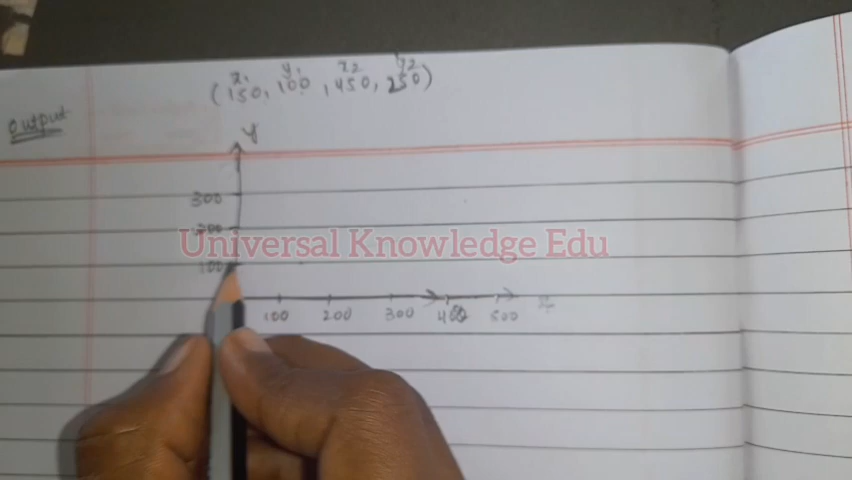 x1 y1 x2 y2
(150, 100, 450, 250)
Output
y
300
200
Universal Knowledge Edu
100
100 200 300 400 500 x